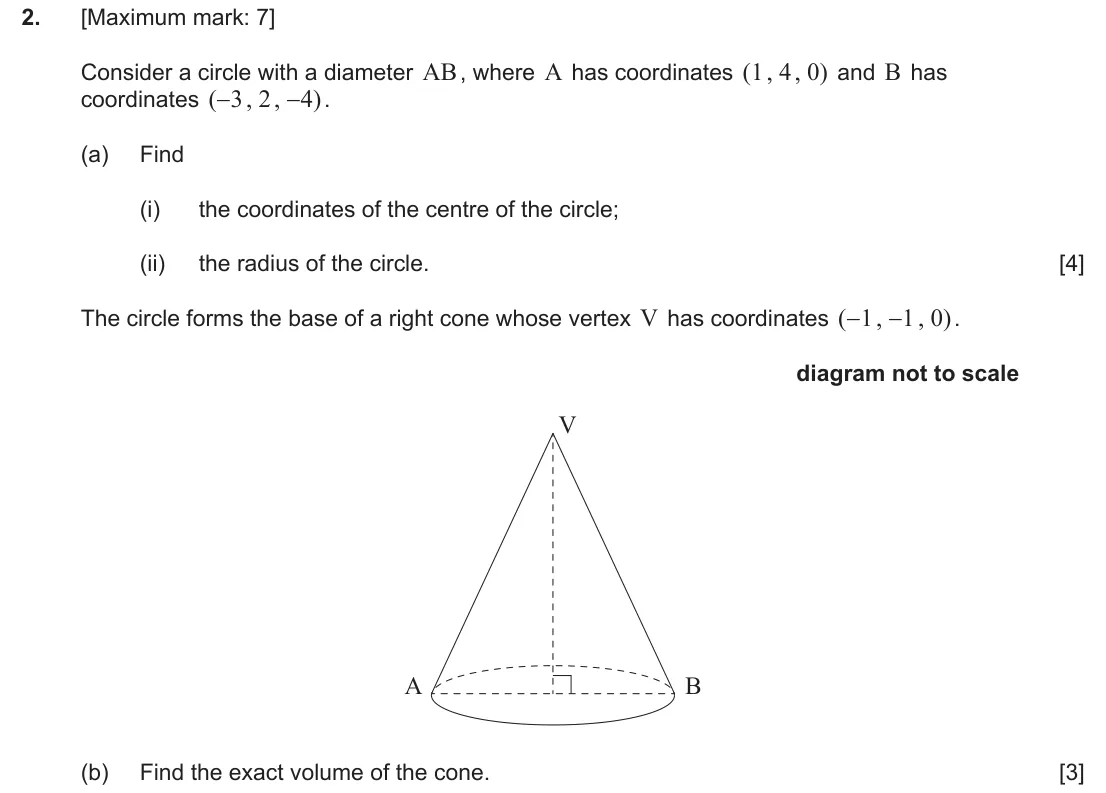 2. [Maximum mark: 7]
Consider a circle with a diameter AB, where A has coordinates (1, 4, 0) and B has
coordinates (−3, 2, −4).
(a) Find
(i) the coordinates of the centre of the circle;
(ii) the radius of the circle. [4]
The circle forms the base of a right cone whose vertex V has coordinates (−1, −1, 0).
diagram not to scale
V
A B
(b) Find the exact volume of the cone. [3]